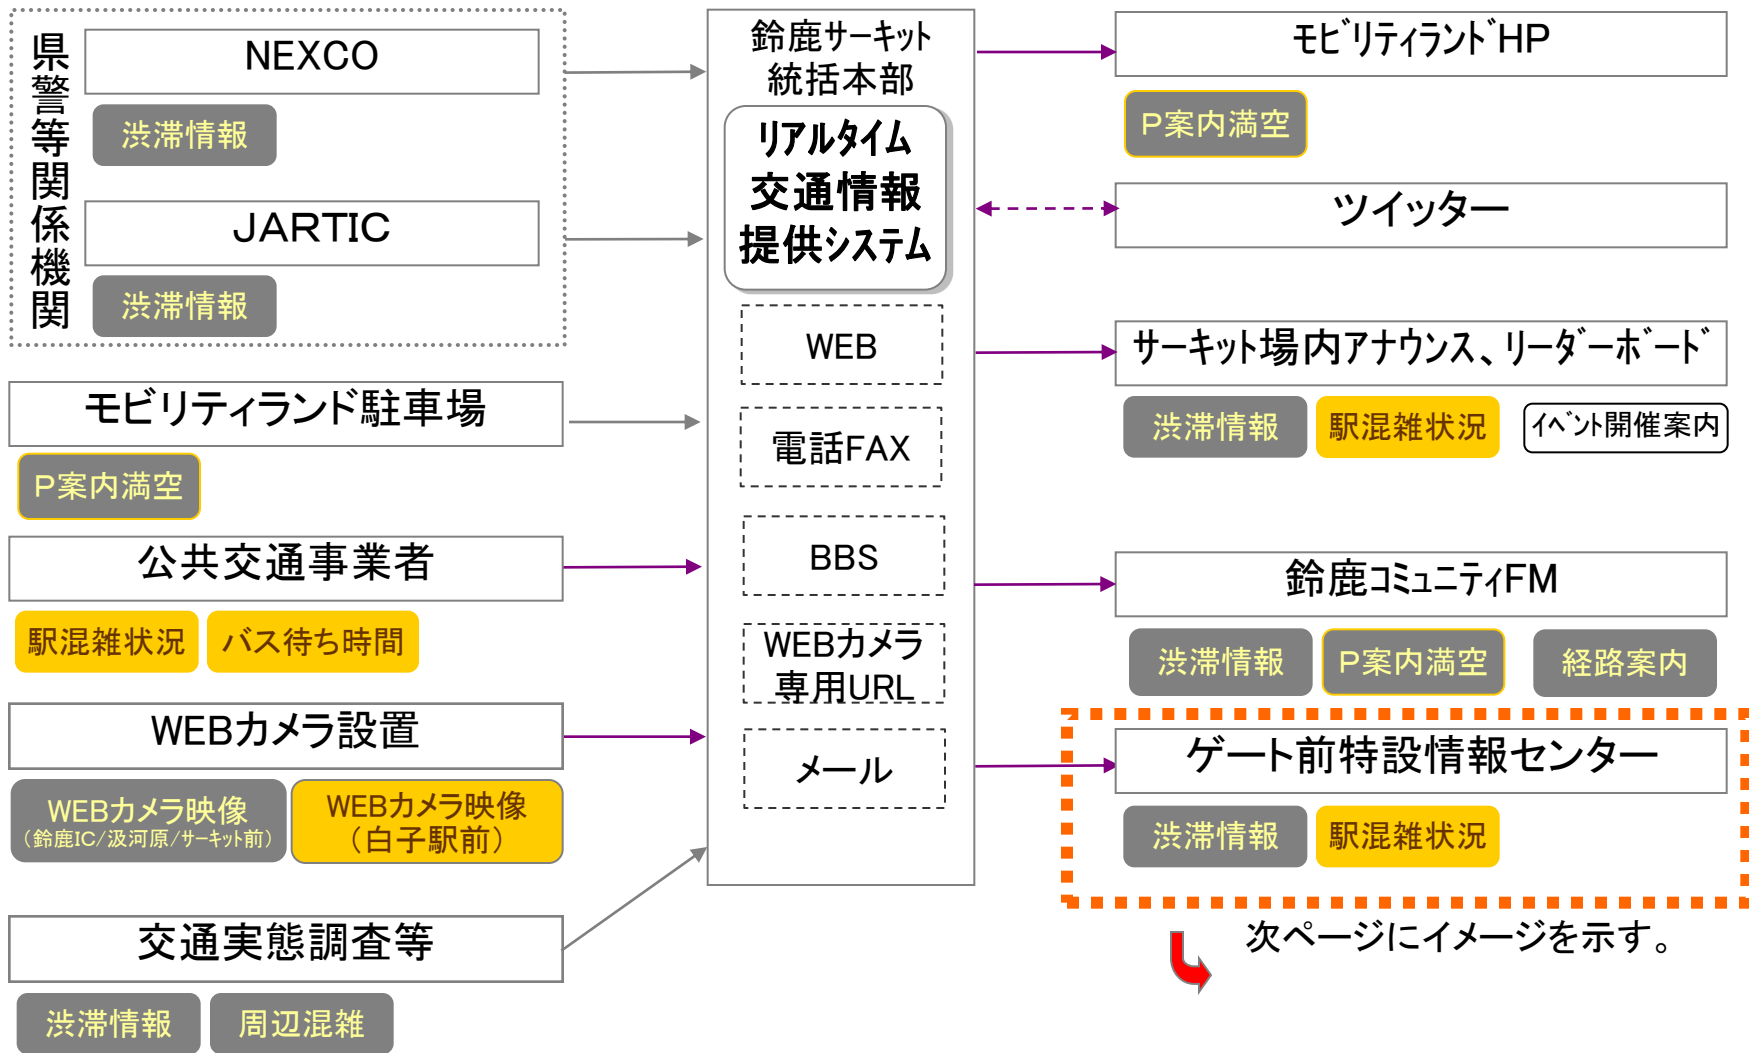 県警等関係機関
NEXCO
渋滞情報
JARTIC
渋滞情報
モビリティランド駐車場
P案内満空
公共交通事業者
駅混雑状況
バス待ち時間
WEBカメラ設置
WEBカメラ映像
（鈴鹿IC/汲河原/サーキット前）
WEBカメラ映像
（白子駅前）
交通実態調査等
渋滞情報
周辺混雑
鈴鹿サーキット
統括本部
リアルタイム
交通情報
提供システム
WEB
電話FAX
BBS
WEBカメラ
専用URL
メール
モビリティランドHP
P案内満空
ツイッター
サーキット場内アナウンス、リーダーボード
渋滞情報
駅混雑状況
イベント開催案内
鈴鹿コミュニティFM
渋滞情報
P案内満空
経路案内
ゲート前特設情報センター
渋滞情報
駅混雑状況
次ページにイメージを示す。